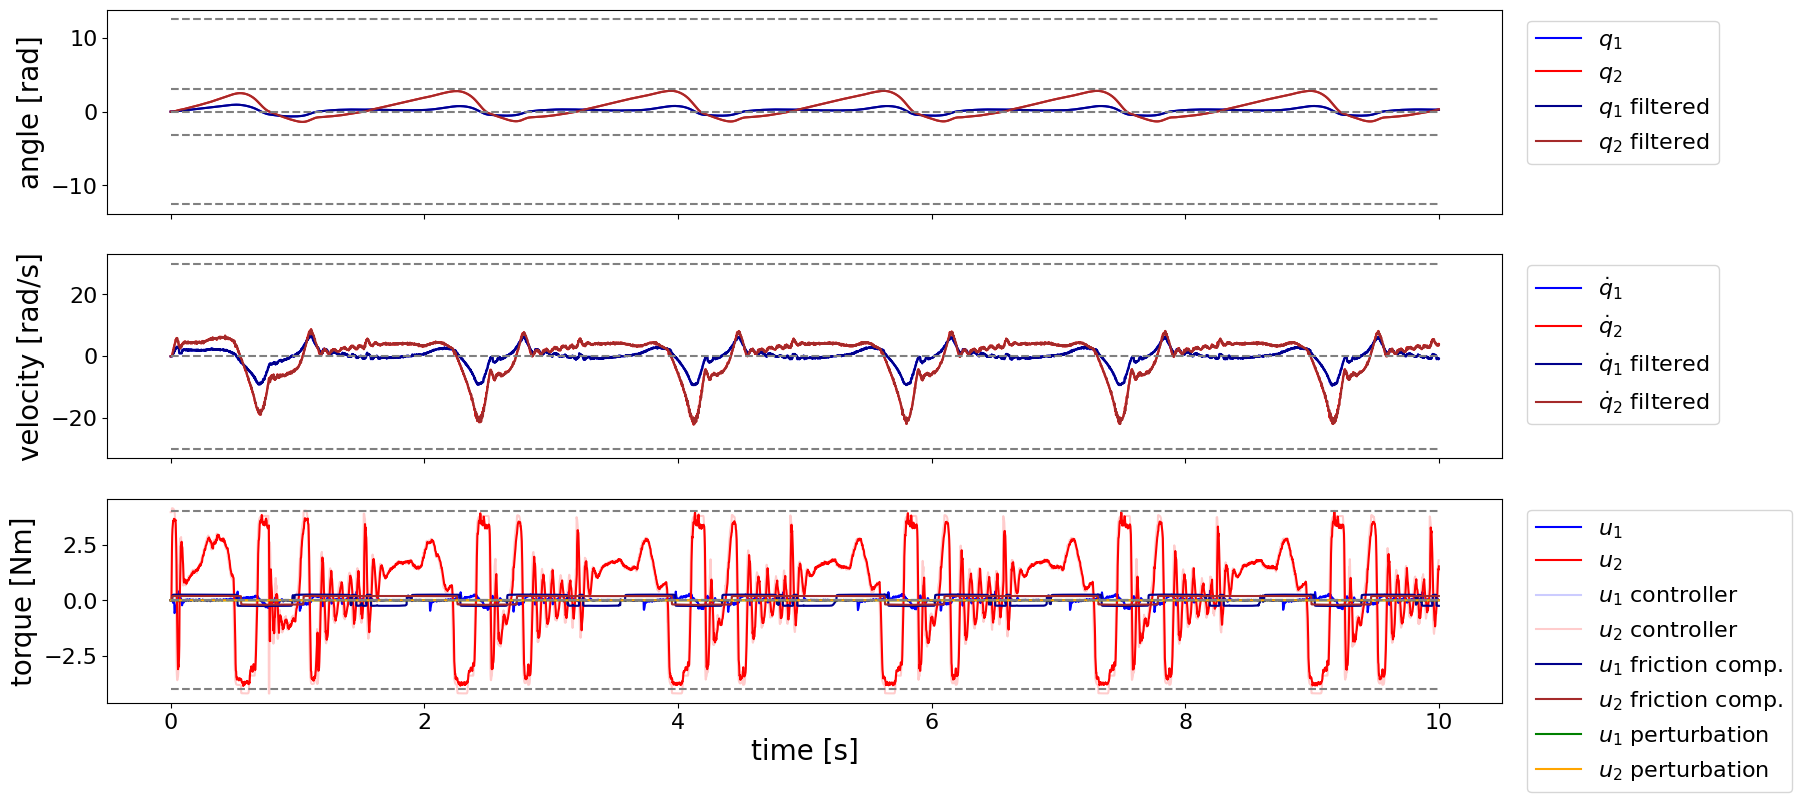 angle [rad]
10
0
−10
q₁
q₂
q₁ filtered
q₂ filtered
velocity [rad/s]
20
0
−20
q̇₁
q̇₂
q̇₁ filtered
q̇₂ filtered
torque [Nm]
2.5
0.0
−2.5
0 2 4 6 8 10
time [s]
u₁
u₂
u₁ controller
u₂ controller
u₁ friction comp.
u₂ friction comp.
u₁ perturbation
u₂ perturbation